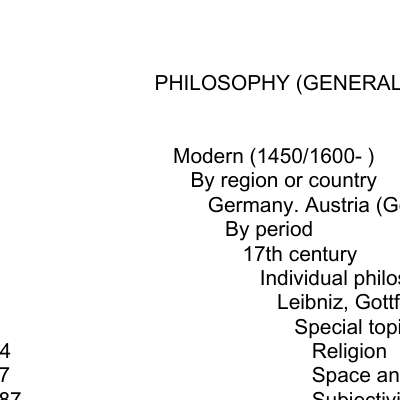 PHILOSOPHY (GENERAL
Modern (1450/1600- )
By region or country
Germany. Austria (G
By period
17th century
Individual philo
Leibniz, Gottf
Special topi
4 Religion
7 Space an
87 Subjectivi